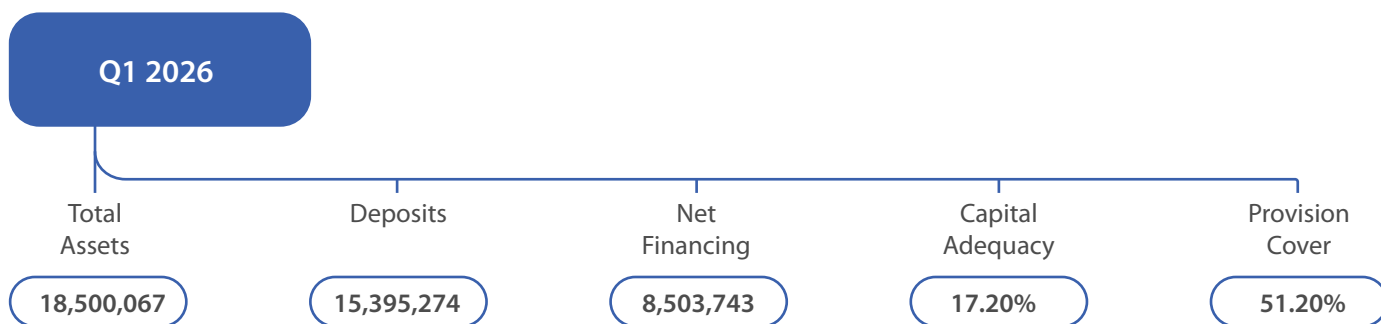 Q1 2026
Total
Assets
18,500,067
Deposits
15,395,274
Net
Financing
8,503,743
Capital
Adequacy
17.20%
Provision
Cover
51.20%